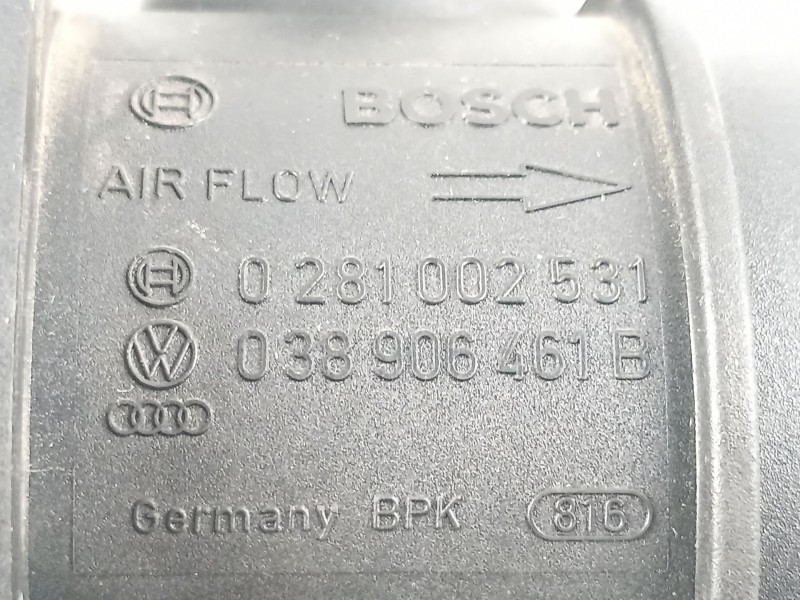 BOSCH
AIR FLOW
0 281 002 531
038 906 461 B
Germany BPK 816